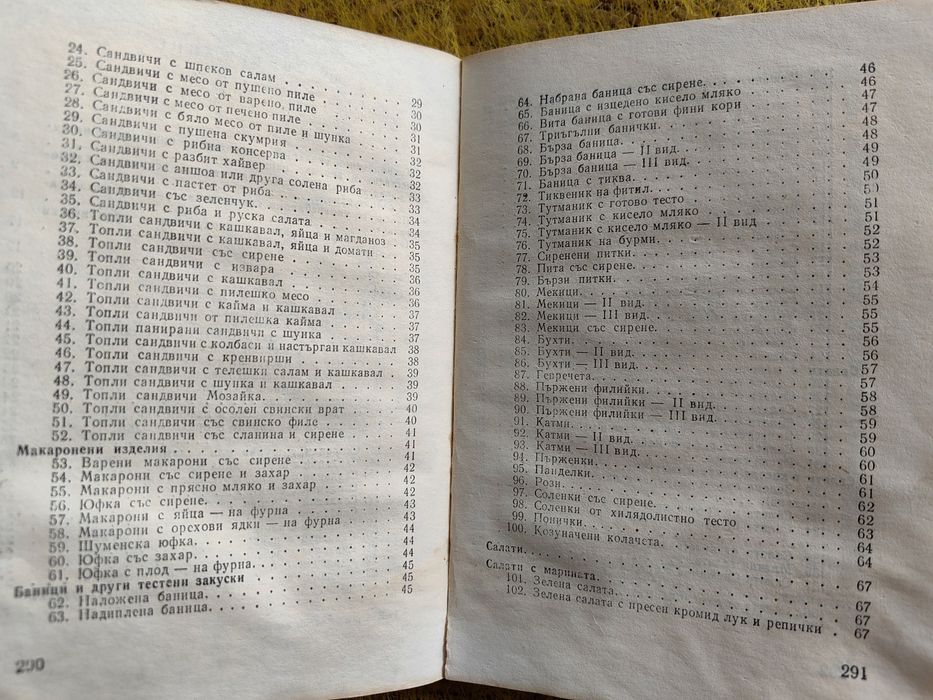 24. Сандвичи с шпеков салам
25. Сандвичи с месо от пушено пиле 29
26. Сандвичи с месо от варено пиле 30
27. Сандвичи с месо от печено пиле 30
28. Сандвичи с бяло месо от пиле и шунка 31
29. Сандвичи с пушена скумрия 31
30. Сандвичи с рибна консерва 32
31. Сандвичи с разбит хайвер 32
32. Сандвичи с аншоа или друга солена риба 32
33. Сандвичи с пастет от риба 33
34. Сандвичи със зеленчук. 33
35. Сандвичи с риба и руска салата 34
36. Топли сандвичи с кашкавал, яйца и магданоз 34
37. Топли сандвичи с кашкавал, яйца и домати 35
38. Топли сандвичи със сирене 35
39. Топли сандвичи с извара 36
40. Топли сандвичи с кашкавал 36
41. Топли сандвичи с пилешко месо 36
42. Топли сандвичи с кайма и кашкавал 37
43. Топли сандвичи от пилешка кайма 37
44. Топли панирани сандвичи с шунка 37
45. Топли сандвичи с колбаси и настърган кашкавал 38
46. Топли сандвичи с кренвирши 38
47. Топли сандвичи с телешки салам и кашкавал 39
48. Топли сандвичи с шунка и кашкавал 39
49. Топли сандвичи Мозайка. 39
50. Топли сандвичи с осолен свински врат 40
51. Топли сандвичи със свинско филе 40
52. Топли сандвичи със сланина и сирене 41
Макаронени изделия 41
53. Варени макарони със сирене 41
54. Макарони със сирене и захар 42
55. Макарони с прясно мляко и захар 42
56. Юфка със сирене. 42
57. Макарони с яйца — на фурна 43
58. Макарони с орехови ядки — на фурна 43
59. Шуменска юфка. 44
60. Юфка със захар. 44
61. Юфка с плод — на фурна. 44
Баници и други тестени закуски 45
62. Наложена баница. 45
63. Надиплена баница. 45
290
64. Набрана баница със сирене. 46
65. Баница с изцедено кисело мляко 46
66. Вита баница с готови фини кори 47
67. Триъгълни банички. 47
68. Бърза баница. 48
69. Бърза баница — II вид. 48
70. Бърза баница — III вид. 49
71. Баница с тиква. 49
72. Тиквеник на фитил. 50
73. Тутманик с готово тесто 50
74. Тутманик с кисело мляко 51
75. Тутманик с кисело мляко — II вид 51
76. Тутманик на бурми. 52
77. Сиренени питки. 52
78. Пита със сирене. 53
79. Бързи питки. 53
80. Мекици. 54
81. Мекици — II вид. 55
82. Мекици — III вид. 55
83. Мекици със сирене. 55
84. Бухти. 56
85. Бухти — II вид. 56
86. Бухти — III вид. 57
87. Гевречета. 57
88. Пържени филийки. 58
89. Пържени филийки — II вид. 58
90. Пържени филийки — III вид. 59
91. Катми. 59
92. Катми — II вид. 60
93. Катми — III вид. 60
94. Пърженки. 61
95. Панделки. 61
96. Рози. 62
97. Соленки със сирене. 62
98. Соленки от хилядолистно тесто 63
99. Понички. 64
100. Козуначени колачета. 64
Салати.
Салати с марината. 67
101. Зелена салата. 67
102. Зелена салата с пресен кромид лук и репички 67
291